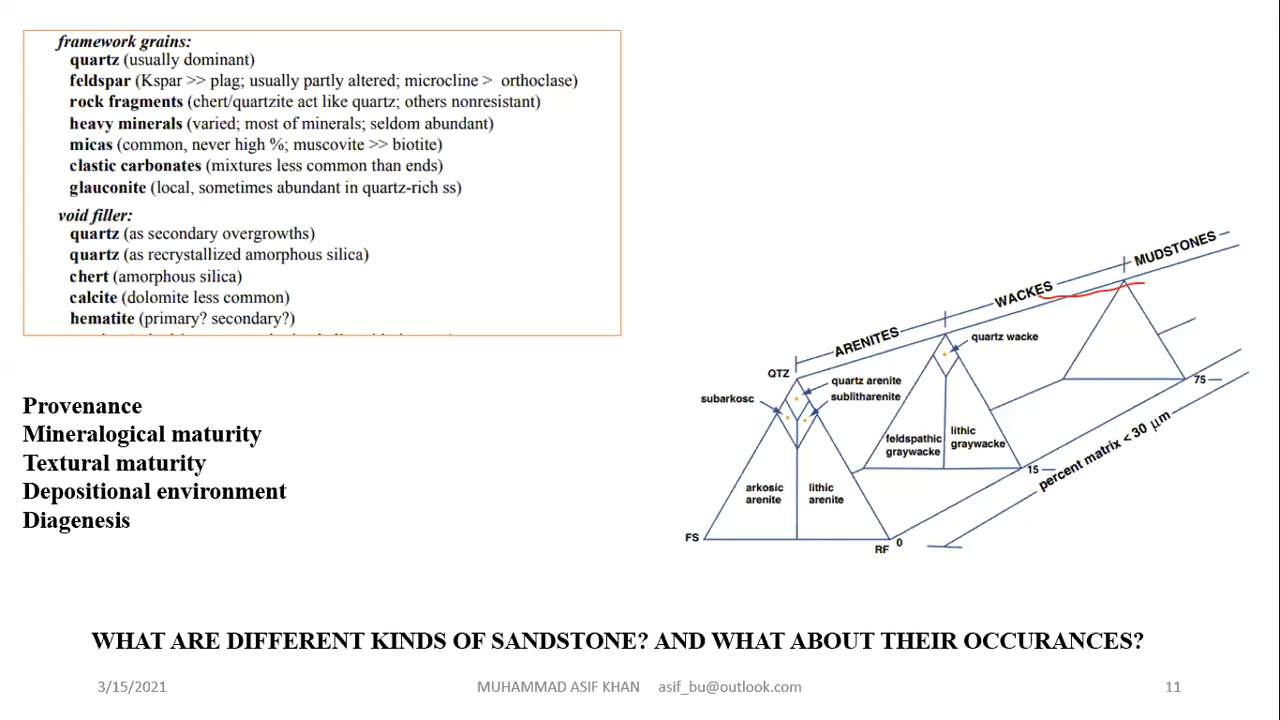 framework grains:
quartz (usually dominant)
feldspar (Kspar >> plag; usually partly altered; microcline > orthoclase)
rock fragments (chert/quartzite act like quartz; others nonresistant)
heavy minerals (varied; most of minerals; seldom abundant)
micas (common, never high %; muscovite >> biotite)
clastic carbonates (mixtures less common than ends)
glauconite (local, sometimes abundant in quartz-rich ss)
void filler:
quartz (as secondary overgrowths)
quartz (as recrystallized amorphous silica)
chert (amorphous silica)
calcite (dolomite less common)
hematite (primary? secondary?)
Provenance
Mineralogical maturity
Textural maturity
Depositional environment
Diagenesis
MUDSTONES
WACKES
ARENITES
quartz wacke
QTZ
quartz arenite
subarkosc
sublitharenite
75
feldspathic
graywacke
lithic
graywacke
15
percent matrix < 30 µm
arkosic
arenite
lithic
arenite
FS
RF
0
WHAT ARE DIFFERENT KINDS OF SANDSTONE? AND WHAT ABOUT THEIR OCCURANCES?
3/15/2021
MUHAMMAD ASIF KHAN asif_bu@outlook.com
11